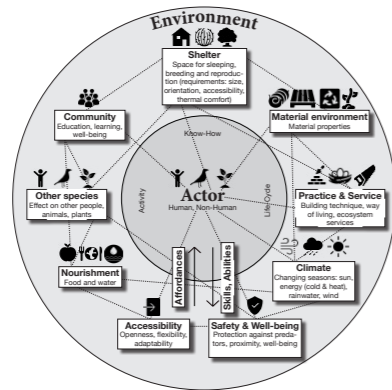 Environment
Shelter
Space for sleeping,
breeding and reproduc-
tion (requirements: size,
orientation, accessibility,
thermal comfort)
Community
Education, learning,
well-being
Material environment
Material properties
Know-How
Other species
Effect on other people,
animals, plants
Activity
Actor
Human, Non-Human
Life-Cycle
Practice & Service
Building technique, way
of living, ecosystem
services
Nourishment
Food and water
Affordances
Skills, Abilities
Climate
Changing seasons: sun,
energy (cold & heat),
rainwater, wind
Accessibility
Openness, flexibility,
adaptability
Safety & Well-being
Protection against preda-
tors, proximity, well-being